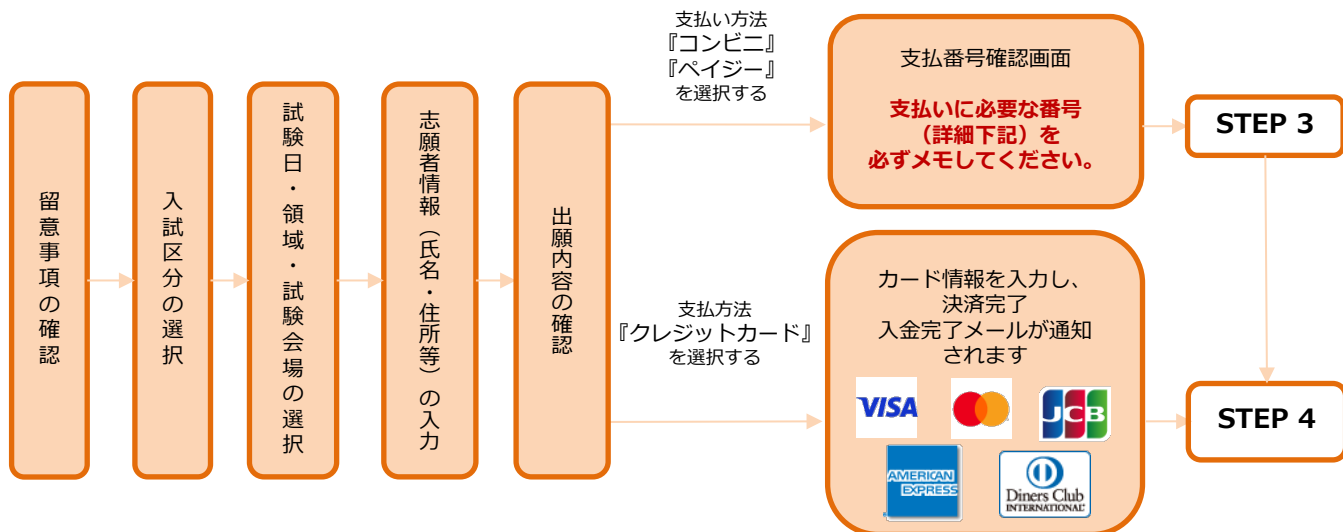 留意事項の確認
入試区分の選択
試験日・領域・試験会場の選択
志願者情報（氏名・住所等）の入力
出願内容の確認
支払い方法
『コンビニ』
『ペイジー』
を選択する
支払番号確認画面
支払いに必要な番号
（詳細下記）を
必ずメモしてください。
STEP 3
支払方法
『クレジットカード』
を選択する
カード情報を入力し、
決済完了
入金完了メールが通知
されます
VISA
JCB
AMERICAN
EXPRESS
Diners Club
INTERNATIONAL
STEP 4